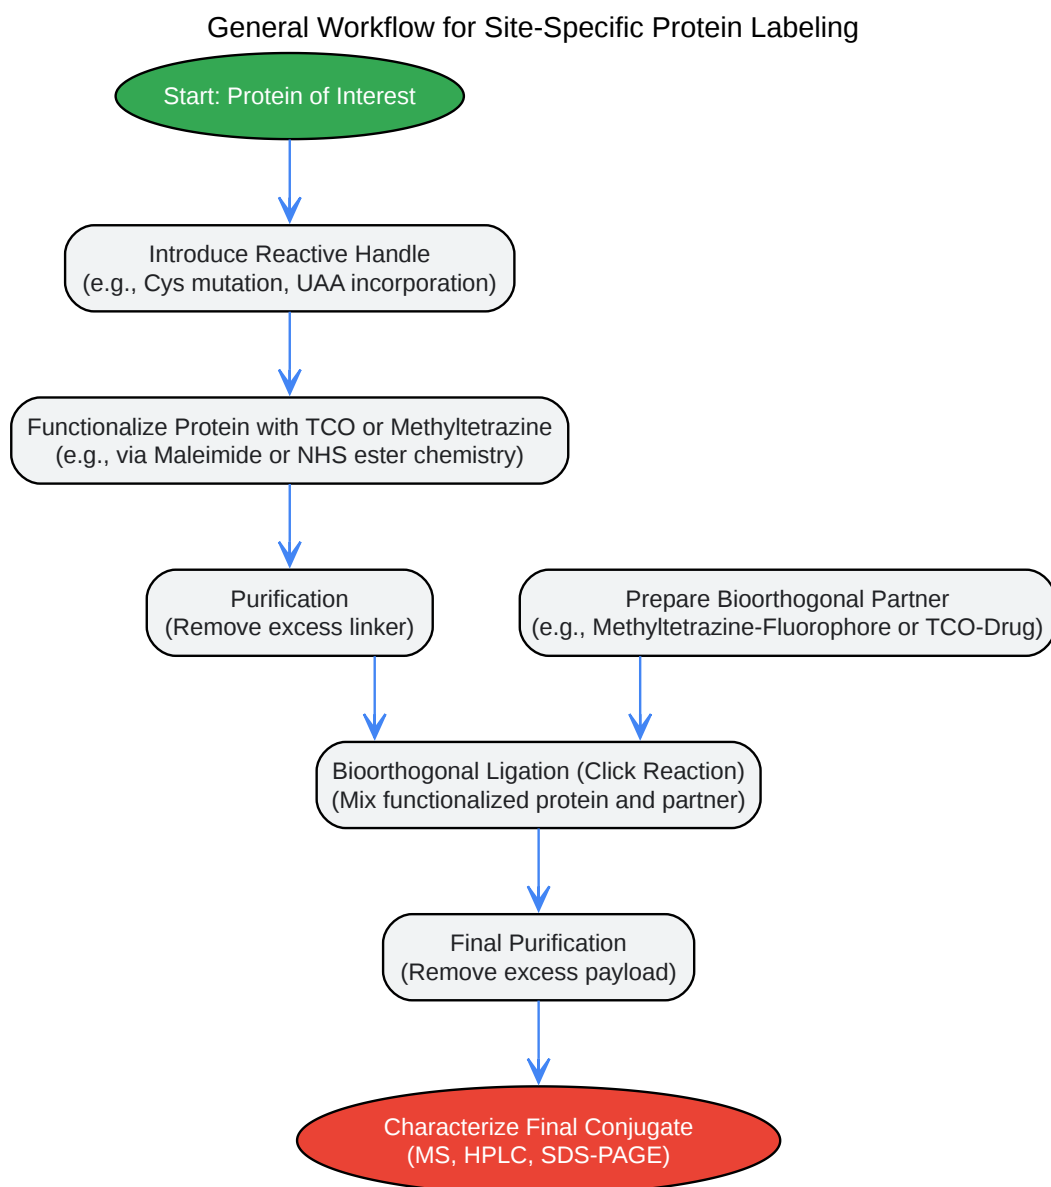 General Workflow for Site-Specific Protein Labeling
Start: Protein of Interest
Introduce Reactive Handle
(e.g., Cys mutation, UAA incorporation)
Functionalize Protein with TCO or Methyltetrazine
(e.g., via Maleimide or NHS ester chemistry)
Purification
(Remove excess linker)
Prepare Bioorthogonal Partner
(e.g., Methyltetrazine-Fluorophore or TCO-Drug)
Bioorthogonal Ligation (Click Reaction)
(Mix functionalized protein and partner)
Final Purification
(Remove excess payload)
Characterize Final Conjugate
(MS, HPLC, SDS-PAGE)